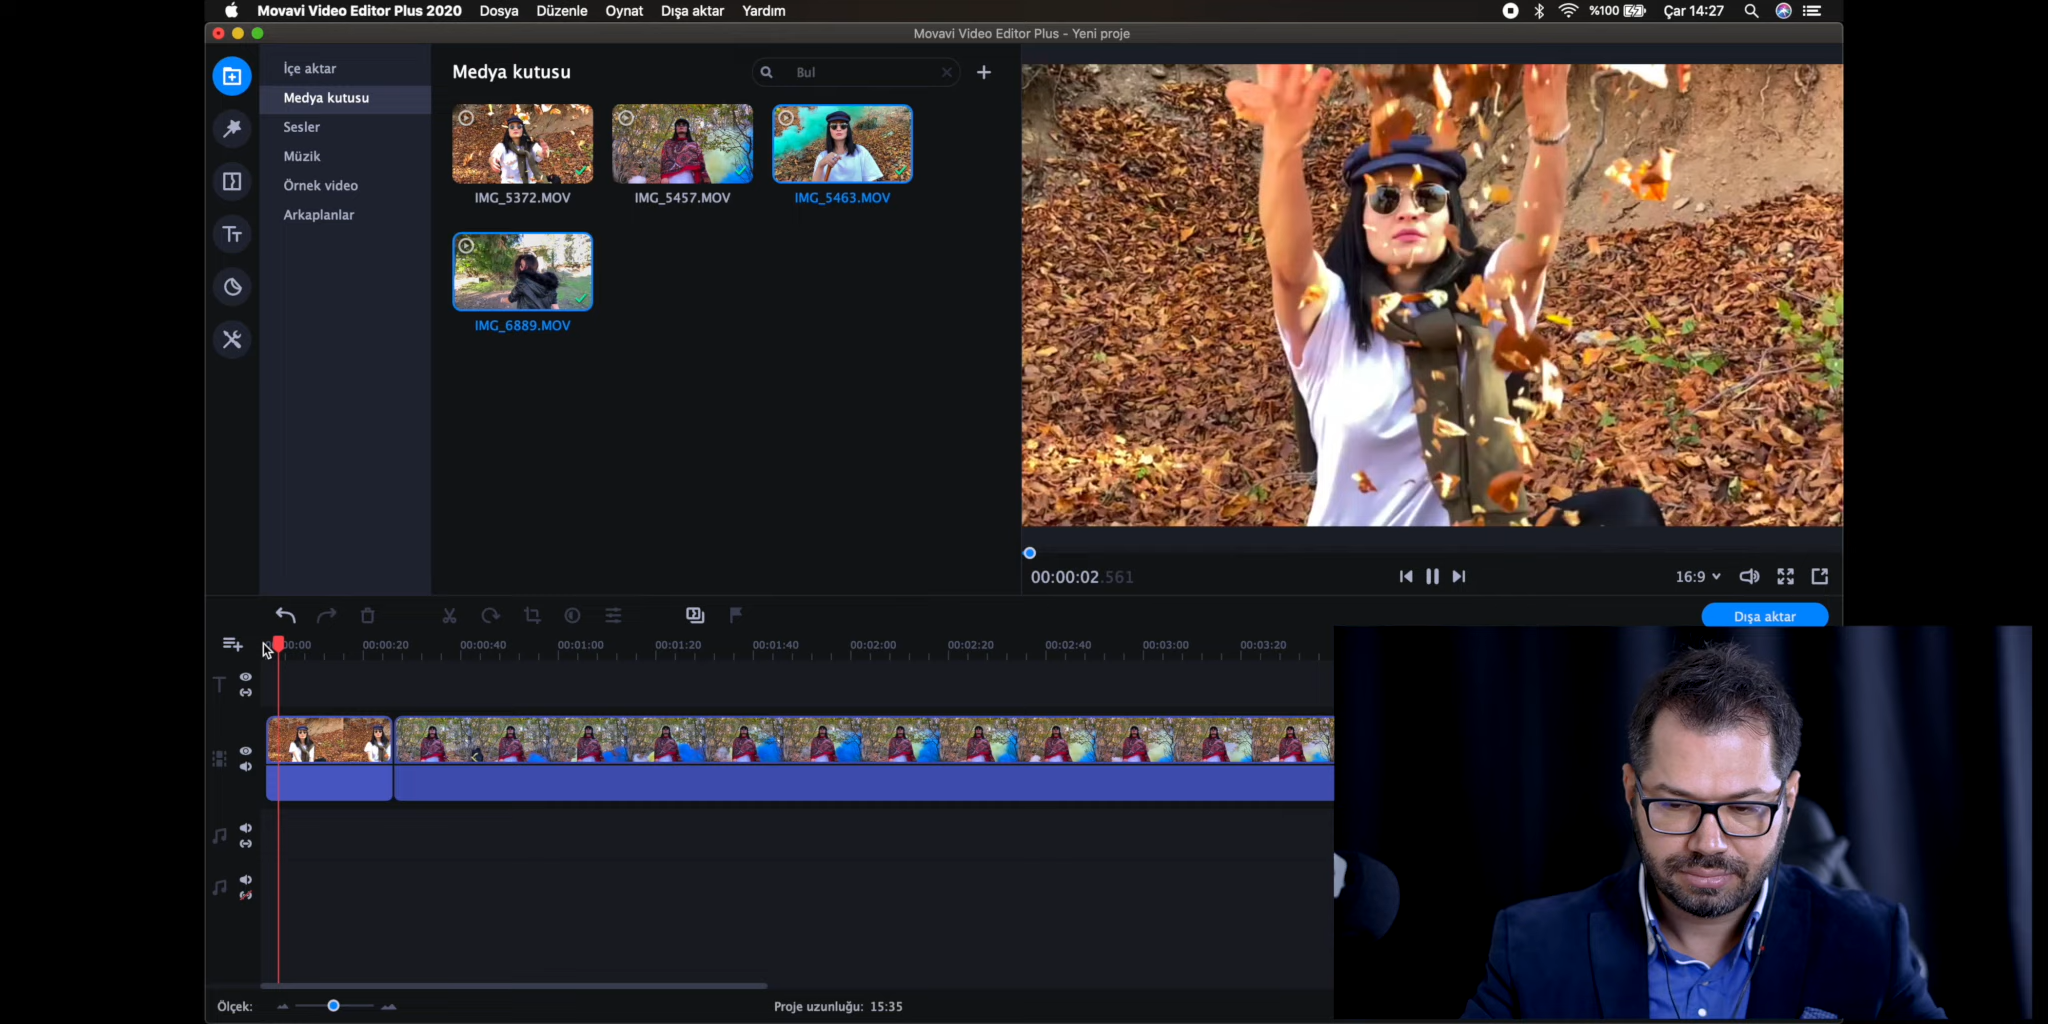 Movavi Video Editor Plus 2020 Dosya Düzenle Oynat Dışa aktar Yardım %100 Çar 14:27
Movavi Video Editor Plus - Yeni proje
İçe aktar
Medya kutusu
Sesler
Müzik
Örnek video
Arkaplanlar
Medya kutusu
Bul
IMG_5372.MOV IMG_5457.MOV IMG_5463.MOV
IMG_6889.MOV
00:00:02.561
16:9
Dışa aktar
00:00:20 00:00:40 00:01:00 00:01:20 00:01:40 00:02:00 00:02:20 00:02:40 00:03:00 00:03:20
Ölçek:
Proje uzunluğu: 15:35